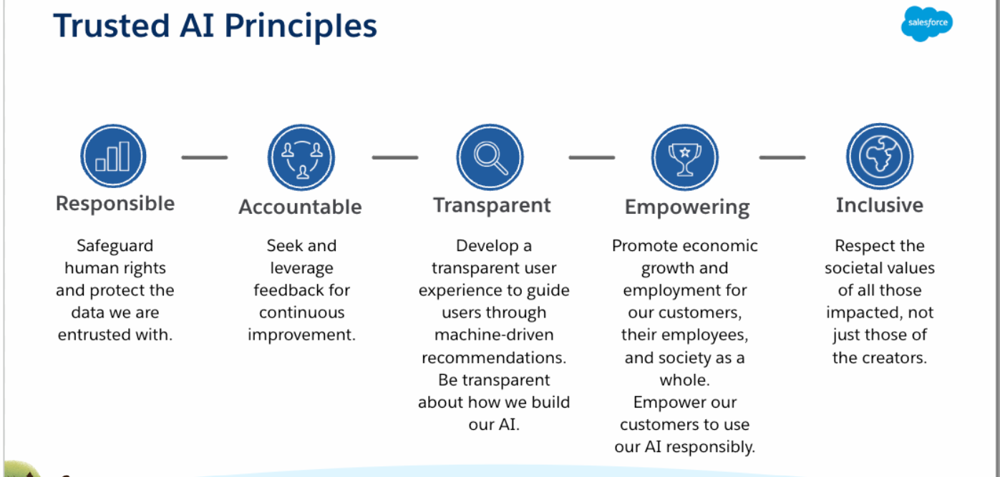 Trusted AI Principles
salesforce
Responsible
Safeguard
human rights
and protect the
data we are
entrusted with.
Accountable
Seek and
leverage
feedback for
continuous
improvement.
Transparent
Develop a
transparent user
experience to guide
users through
machine-driven
recommendations.
Be transparent
about how we build
our AI.
Empowering
Promote economic
growth and
employment for
our customers,
their employees,
and society as a
whole.
Empower our
customers to use
our AI responsibly.
Inclusive
Respect the
societal values
of all those
impacted, not
just those of
the creators.